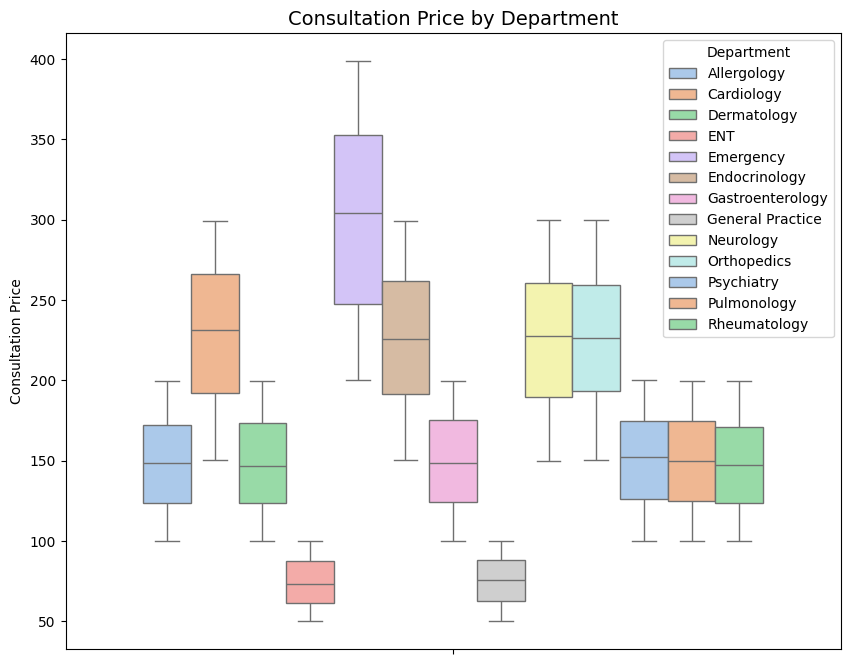 Consultation Price by Department
Consultation Price
400
350
300
250
200
150
100
50
Department
Allergology
Cardiology
Dermatology
ENT
Emergency
Endocrinology
Gastroenterology
General Practice
Neurology
Orthopedics
Psychiatry
Pulmonology
Rheumatology